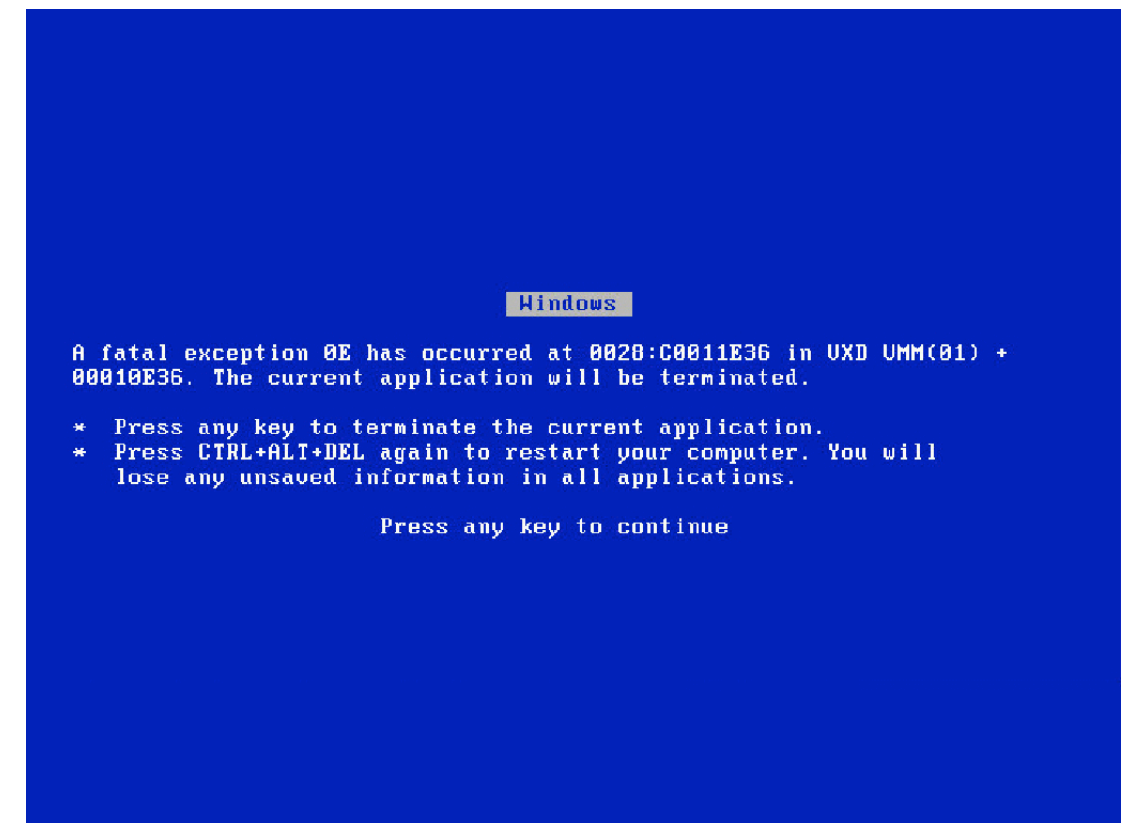 Windows
A fatal exception 0E has occurred at 0028:C0011E36 in VXD VMM(01) +
00010E36. The current application will be terminated.
* Press any key to terminate the current application.
* Press CTRL+ALT+DEL again to restart your computer. You will
lose any unsaved information in all applications.
Press any key to continue